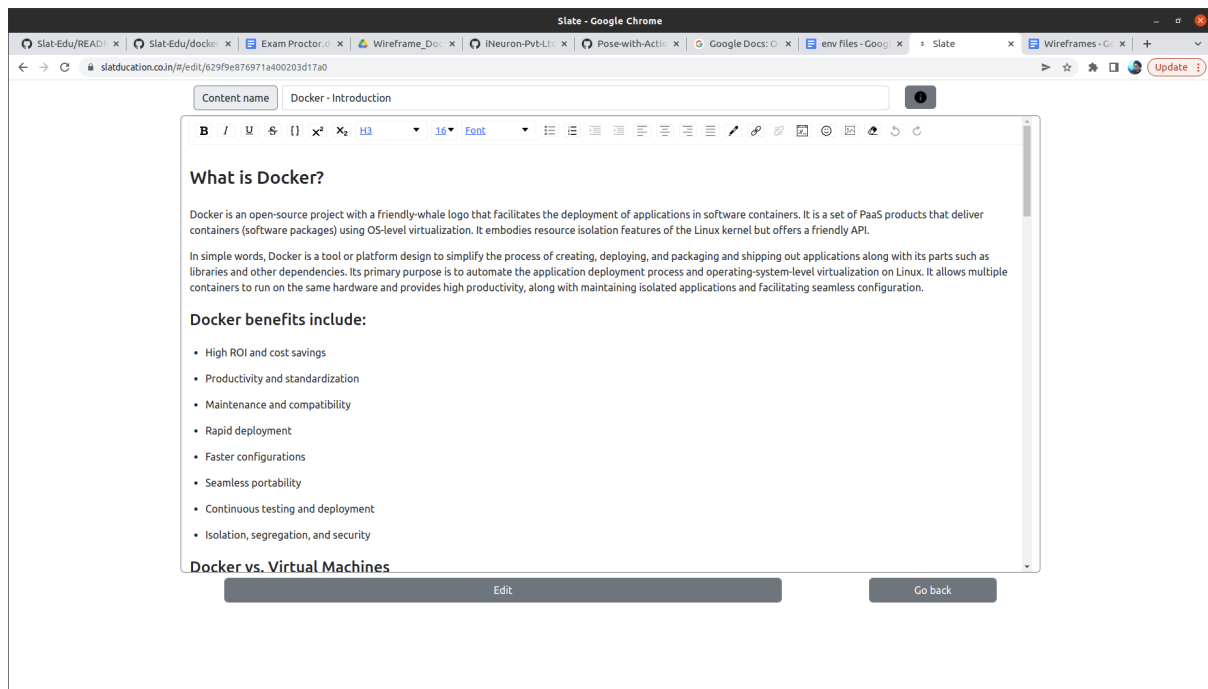 Slate - Google Chrome
Slat-Edu/READ
Slat-Edu/docker
Exam Proctor.d
Wireframe_Doc
iNeuron-Pvt-Lt
Pose-with-Actio
Google Docs: O
env files - Googl
Slate
Wireframes - Go
slatducation.co.in/#/edit/629f9e876971a400203d17a0
Update
Content name
Docker - Introduction
B I U S {} x² x₂ H3 16 Font
What is Docker?
Docker is an open-source project with a friendly-whale logo that facilitates the deployment of applications in software containers. It is a set of PaaS products that deliver
containers (software packages) using OS-level virtualization. It embodies resource isolation features of the Linux kernel but offers a friendly API.
In simple words, Docker is a tool or platform design to simplify the process of creating, deploying, and packaging and shipping out applications along with its parts such as
libraries and other dependencies. Its primary purpose is to automate the application deployment process and operating-system-level virtualization on Linux. It allows multiple
containers to run on the same hardware and provides high productivity, along with maintaining isolated applications and facilitating seamless configuration.
Docker benefits include:
• High ROI and cost savings
• Productivity and standardization
• Maintenance and compatibility
• Rapid deployment
• Faster configurations
• Seamless portability
• Continuous testing and deployment
• Isolation, segregation, and security
Docker vs. Virtual Machines
Edit
Go back